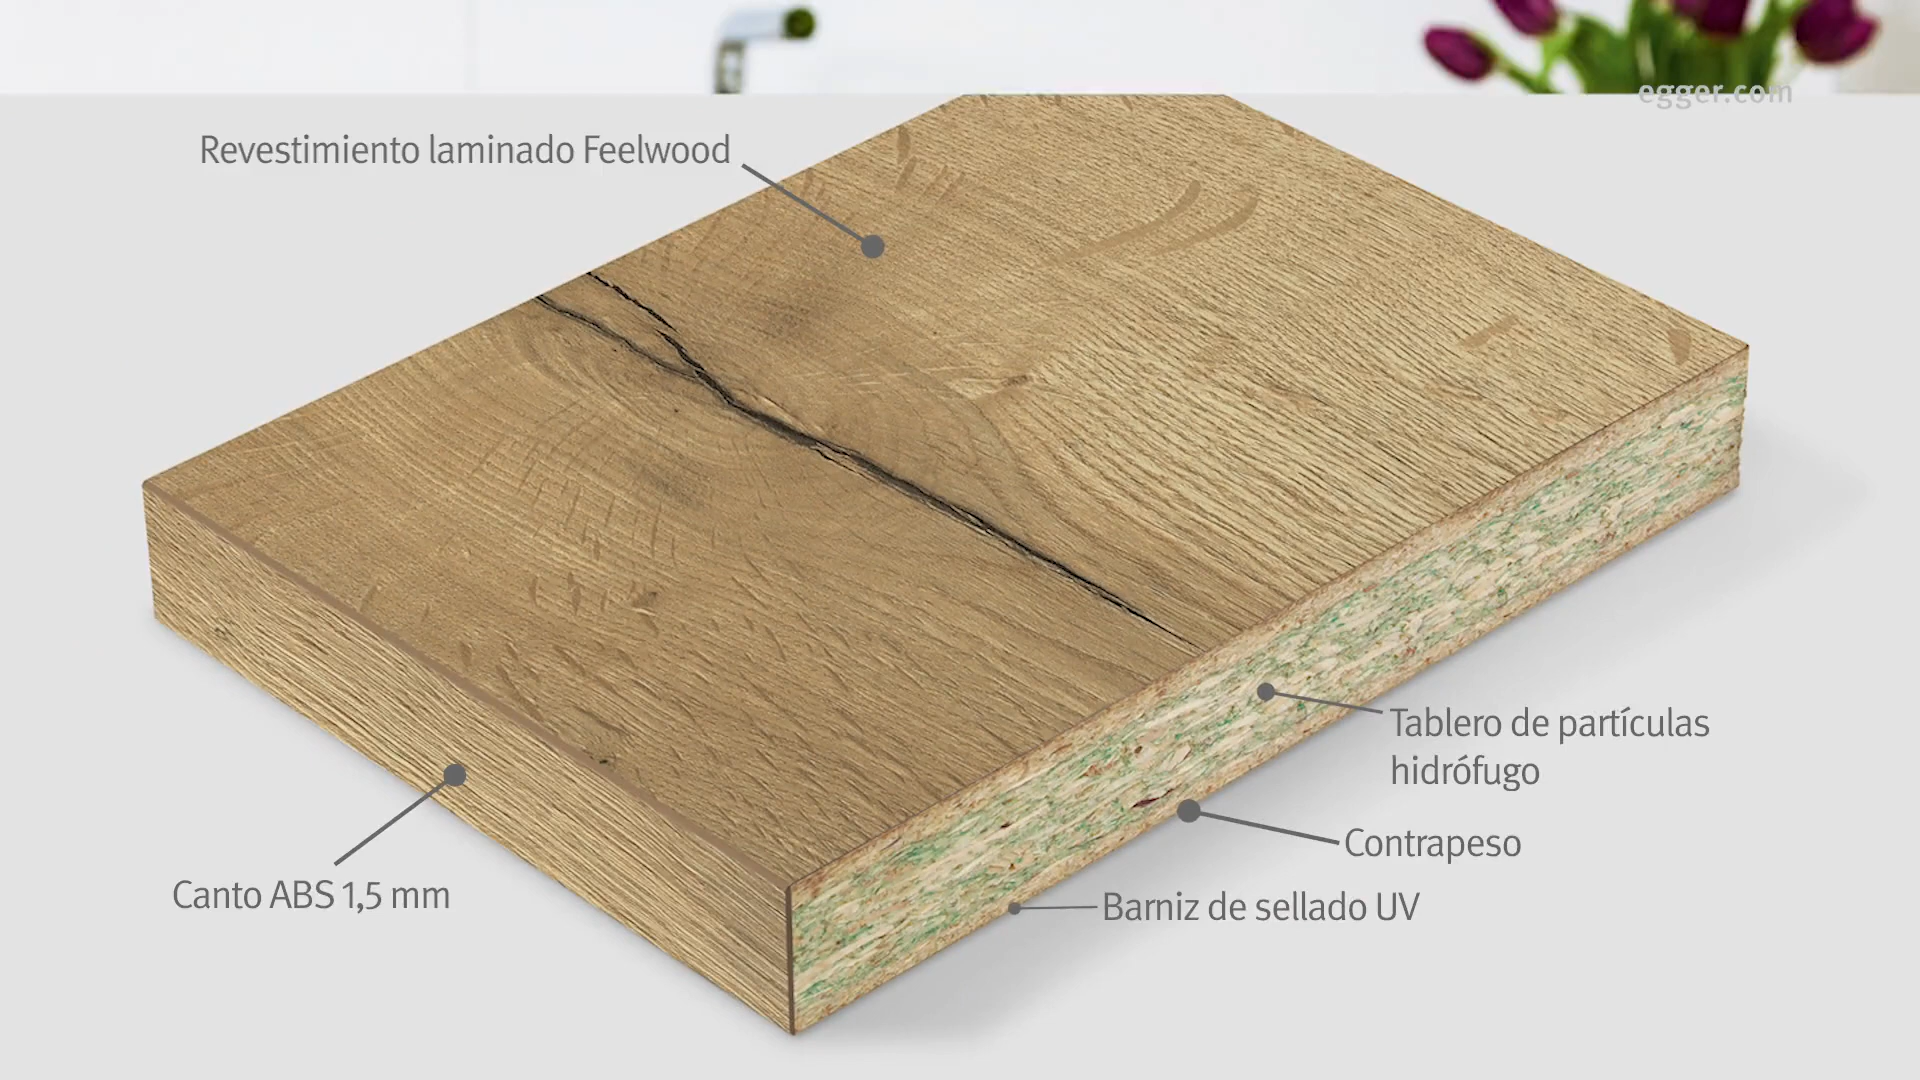 egger.com
Revestimiento laminado Feelwood
Tablero de partículas
hidrófugo
Contrapeso
Canto ABS 1,5 mm
Barniz de sellado UV